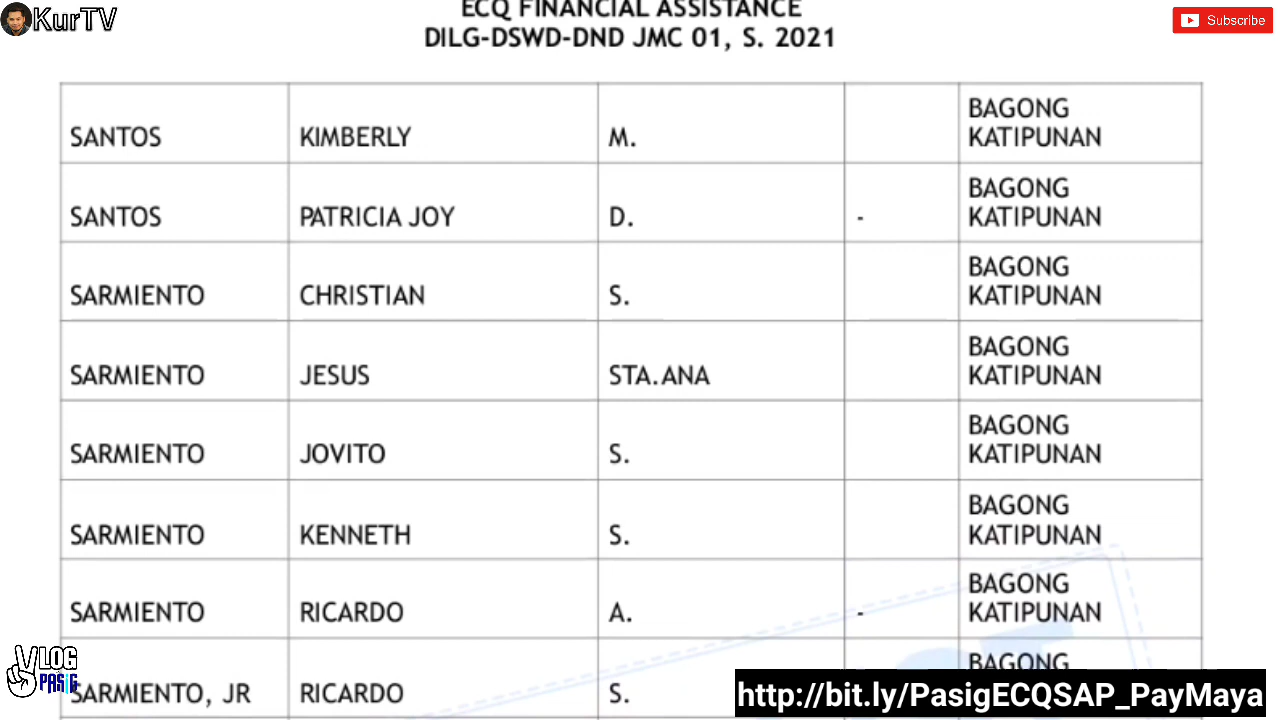 KurTV
Subscribe
ECQ FINANCIAL ASSISTANCE
DILG-DSWD-DND JMC 01, S. 2021
SANTOS KIMBERLY M. BAGONG KATIPUNAN
SANTOS PATRICIA JOY D. - BAGONG KATIPUNAN
SARMIENTO CHRISTIAN S. BAGONG KATIPUNAN
SARMIENTO JESUS STA.ANA BAGONG KATIPUNAN
SARMIENTO JOVITO S. BAGONG KATIPUNAN
SARMIENTO KENNETH S. BAGONG KATIPUNAN
SARMIENTO RICARDO A. - BAGONG KATIPUNAN
SARMIENTO, JR RICARDO S. BAGONG
VLOG
PASIG
http://bit.ly/PasigECQSAP_PayMaya